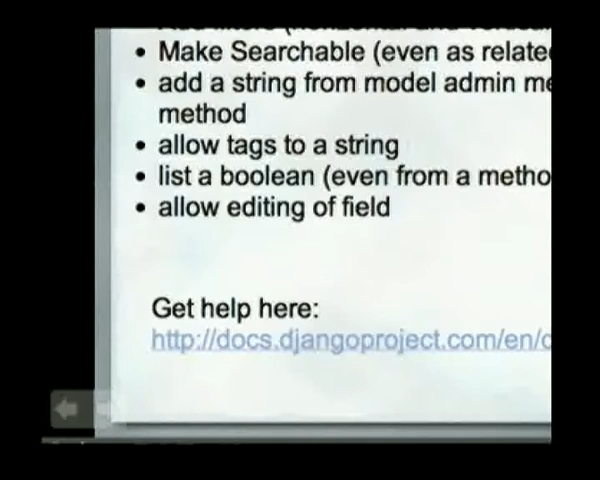 • Make Searchable (even as relate
• add a string from model admin me
method
• allow tags to a string
• list a boolean (even from a metho
• allow editing of field
Get help here:
http://docs.djangoproject.com/en/